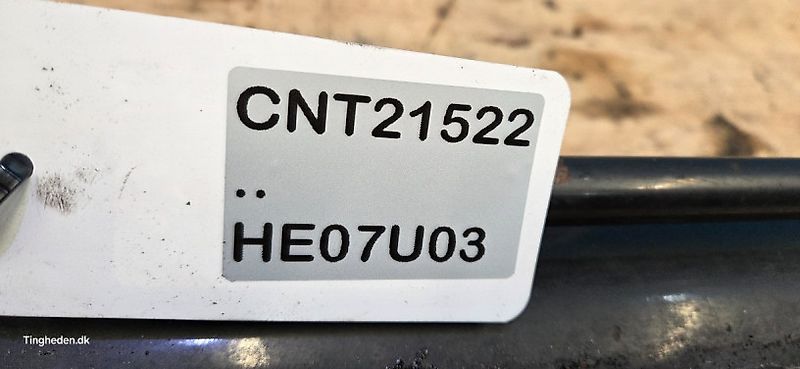 CNT21522
..
HE07U03
Tingheden.dk